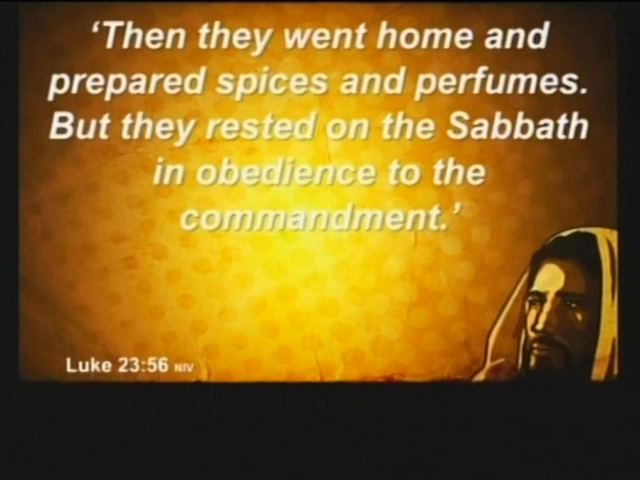 ‘Then they went home and
prepared spices and perfumes.
But they rested on the Sabbath
in obedience to the
commandment.’
Luke 23:56 NIV